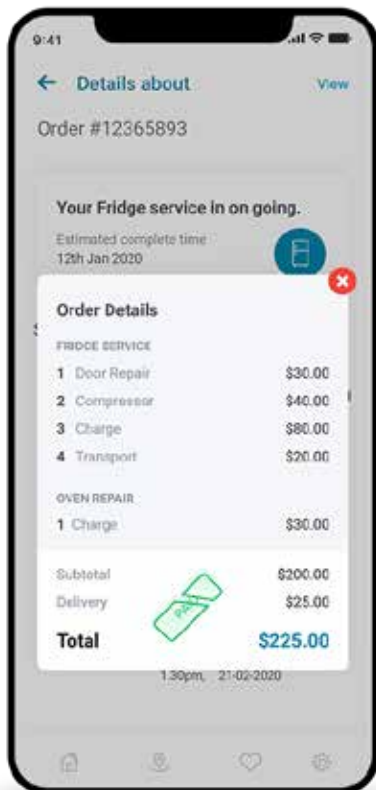 9:41
Details about View
Order #12365893
Your Fridge service in on going.
Estimated complete time
12th Jan 2020
Order Details
FRIDGE SERVICE
1 Door Repair $30.00
2 Compressor $40.00
3 Charge $80.00
4 Transport $20.00
OVEN REPAIR
1 Charge $30.00
Subtotal $200.00
Delivery $25.00
PAID
Total $225.00
1.30pm, 21-02-2020